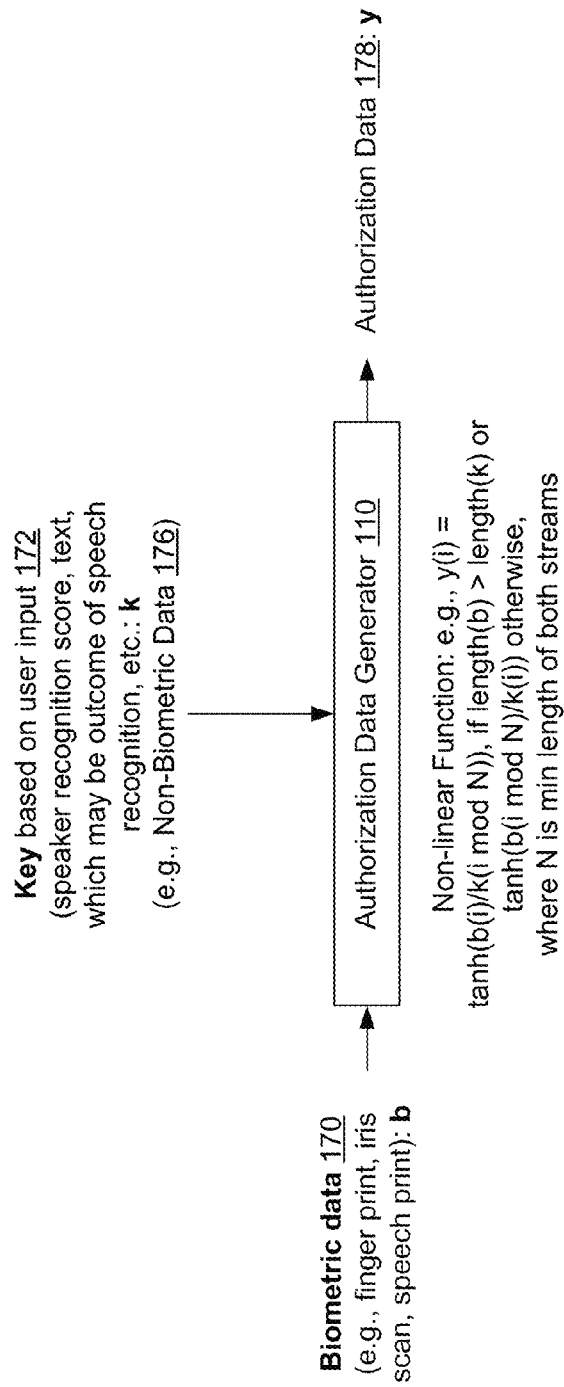 Key based on user input 172
(speaker recognition score, text,
which may be outcome of speech
recognition, etc.: k
(e.g., Non-Biometric Data 176)
Biometric data 170
(e.g., finger print, iris
scan, speech print): b
Authorization Data Generator 110
Authorization Data 178: y
Non-linear Function: e.g., y(i) =
tanh(b(i)/k(i mod N)), if length(b) > length(k) or
tanh(b(i mod N)/k(i)) otherwise,
where N is min length of both streams